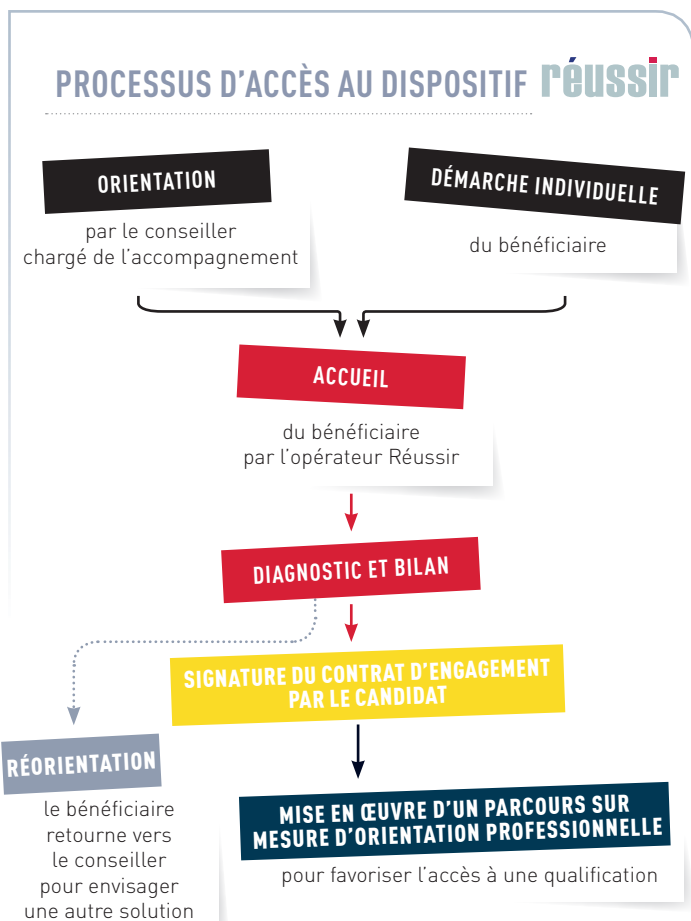 PROCESSUS D'ACCÈS AU DISPOSITIF réussir
ORIENTATION
par le conseiller
chargé de l'accompagnement
DÉMARCHE INDIVIDUELLE
du bénéficiaire
ACCUEIL
du bénéficiaire
par l'opérateur Réussir
DIAGNOSTIC ET BILAN
SIGNATURE DU CONTRAT D'ENGAGEMENT
PAR LE CANDIDAT
RÉORIENTATION
le bénéficiaire
retourne vers
le conseiller
pour envisager
une autre solution
MISE EN ŒUVRE D'UN PARCOURS SUR
MESURE D'ORIENTATION PROFESSIONNELLE
pour favoriser l'accès à une qualification